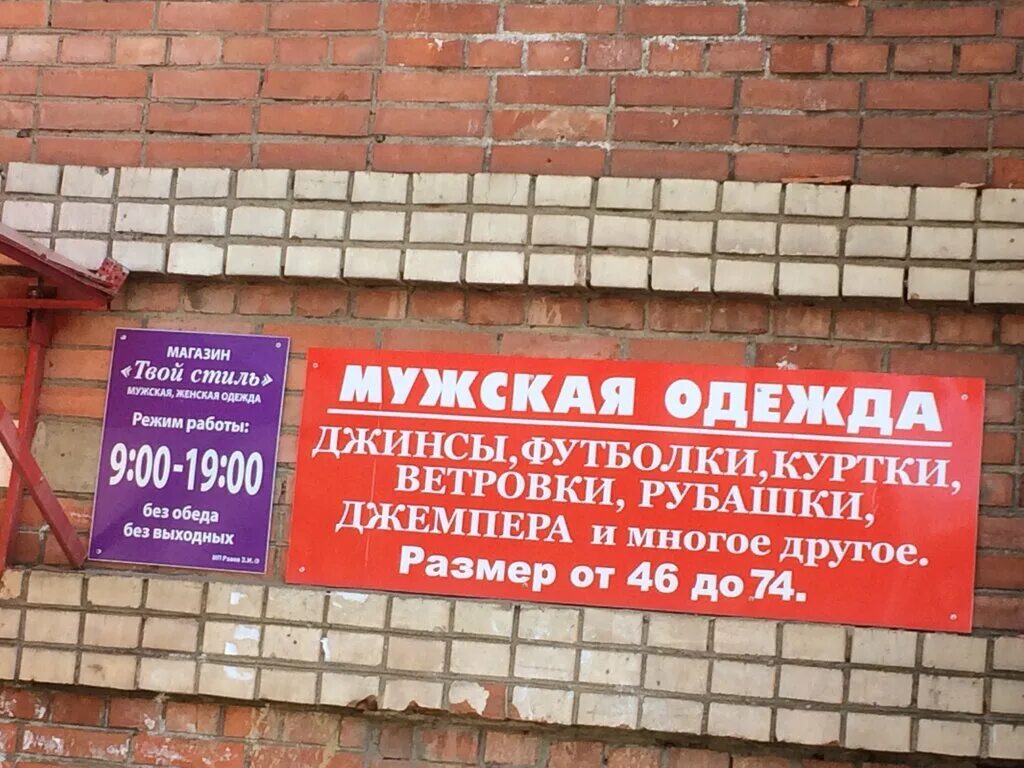 МАГАЗИН
«Твой стиль»
МУЖСКАЯ, ЖЕНСКАЯ ОДЕЖДА
Режим работы:
9:00-19:00
без обеда
без выходных
МУЖСКАЯ ОДЕЖДА
ДЖИНСЫ,ФУТБОЛКИ,КУРТКИ,
ВЕТРОВКИ, РУБАШКИ,
ДЖЕМПЕРА и многое другое.
Размер от 46 до 74.